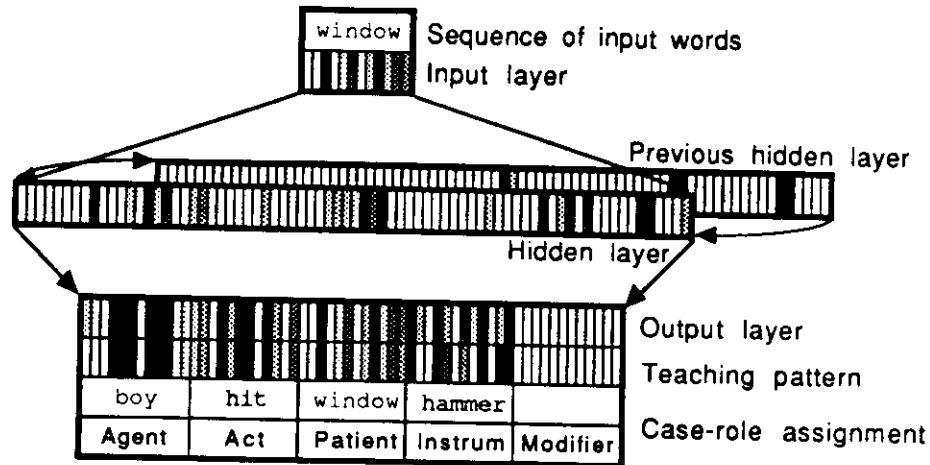 window Sequence of input words
Input layer
Previous hidden layer
Hidden layer
Output layer
Teaching pattern
boy hit window hammer
Case-role assignment
Agent Act Patient Instrum Modifier